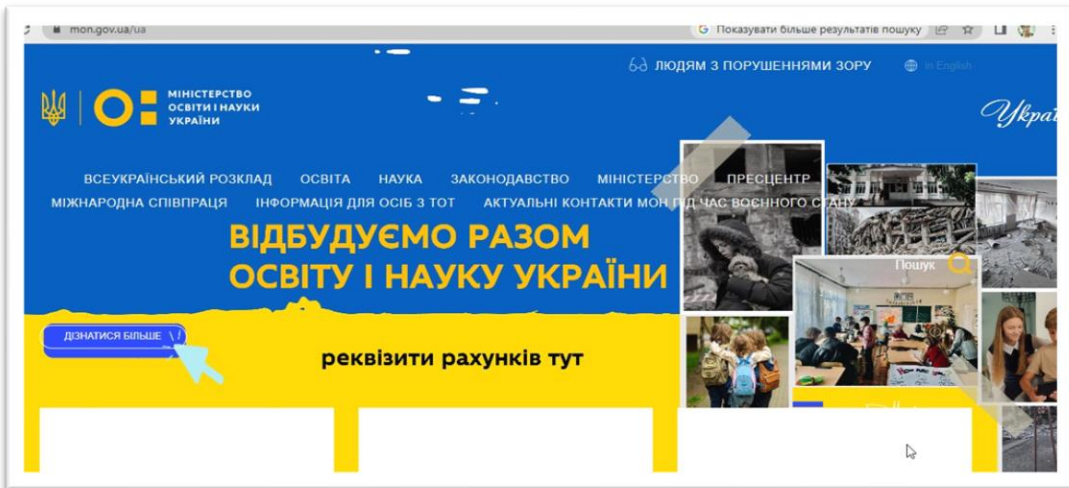 mon.gov.ua/ua
Показувати більше результатів пошуку
ЛЮДЯМ З ПОРУШЕННЯМИ ЗОРУ
In English
МІНІСТЕРСТВО
ОСВІТИ І НАУКИ
УКРАЇНИ
ВСЕУКРАЇНСЬКИЙ РОЗКЛАД ОСВІТА НАУКА ЗАКОНОДАВСТВО МІНІСТЕРСТВО ПРЕСЦЕНТР
МІЖНАРОДНА СПІВПРАЦЯ ІНФОРМАЦІЯ ДЛЯ ОСІБ З ТОТ АКТУАЛЬНІ КОНТАКТИ МОН ПІД ЧАС ВОЄННОГО СТАНУ
ВІДБУДУЄМО РАЗОМ
ОСВІТУ І НАУКУ УКРАЇНИ
Пошук
ДІЗНАТИСЯ БІЛЬШЕ
реквізити рахунків тут